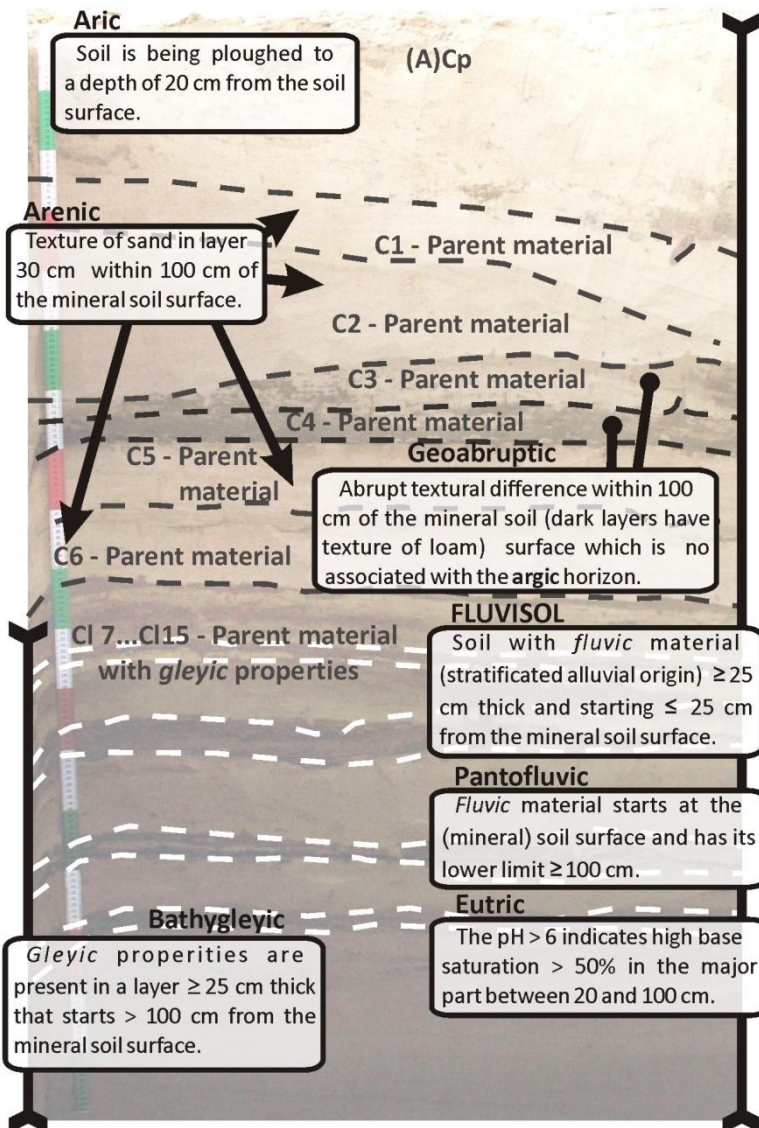 Aric
Soil is being ploughed to
a depth of 20 cm from the soil
surface.
(A)Cp
Arenic
Texture of sand in layer
30 cm within 100 cm of
the mineral soil surface.
C1 - Parent material
C2 - Parent material
C3 - Parent material
C4 - Parent material
C5 - Parent
material
Geoabruptic
Abrupt textural difference within 100
cm of the mineral soil (dark layers have
texture of loam) surface which is no
associated with the argic horizon.
C6 - Parent material
Cl 7...Cl15 - Parent material
with gleyic properties
FLUVISOL
Soil with fluvic material
(stratificated alluvial origin) ≥ 25
cm thick and starting ≤ 25 cm
from the mineral soil surface.
Pantofluvic
Fluvic material starts at the
(mineral) soil surface and has its
lower limit ≥ 100 cm.
Bathygleyic
Gleyic properities are
present in a layer ≥ 25 cm thick
that starts > 100 cm from the
mineral soil surface.
Eutric
The pH > 6 indicates high base
saturation > 50% in the major
part between 20 and 100 cm.